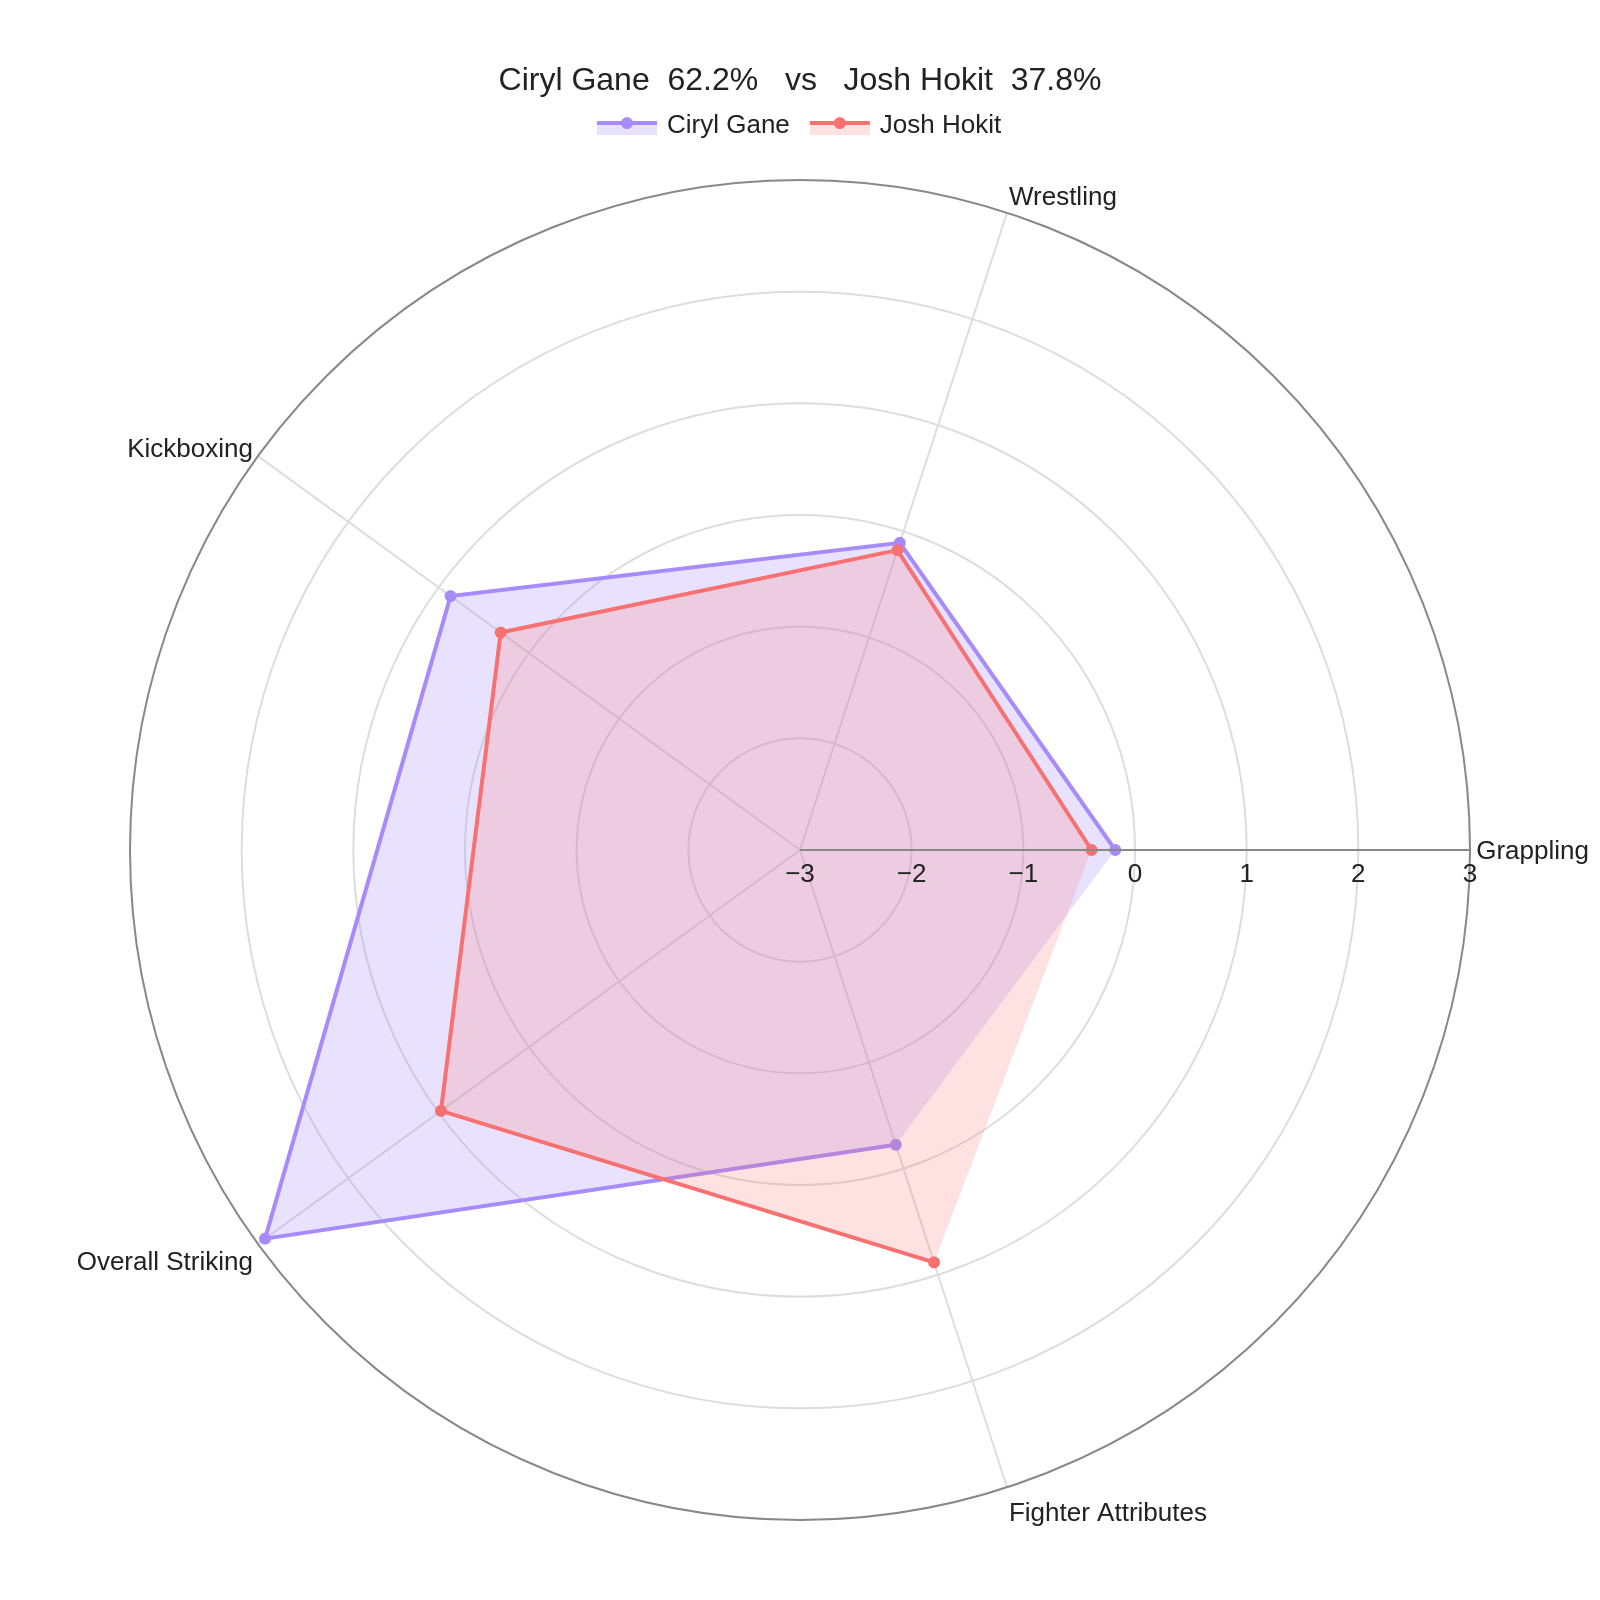 Ciryl Gane  62.2%   vs   Josh Hokit  37.8%
Ciryl Gane
Josh Hokit
Wrestling
Kickboxing
Grappling
−3
−2
−1
0
1
2
3
Overall Striking
Fighter Attributes